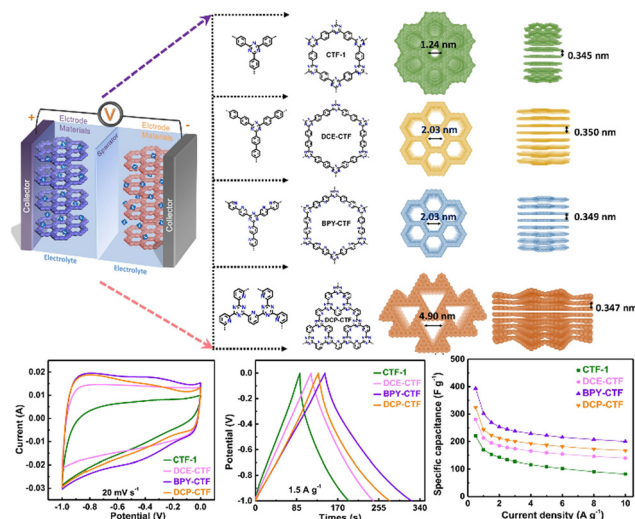 CTF-1
1.24 nm
0.345 nm
V
+
-
Elctrode
Materials
Separator
Eletrode
Materials
Collector
Collector
Electrolyte
Electrolyte
DCE-CTF
2.03 nm
0.350 nm
BPY-CTF
2.03 nm
0.349 nm
DCP-CTF
4.90 nm
0.347 nm
Current (A)
0.02
0.01
0.00
-0.01
-0.02
-0.03
CTF-1
DCE-CTF
BPY-CTF
DCP-CTF
20 mV s⁻¹
-1.0 -0.8 -0.6 -0.4 -0.2 0.0
Potential (V)
Potential (V)
0.0
-0.2
-0.4
-0.6
-0.8
-1.0
CTF-1
DCE-CTF
BPY-CTF
DCP-CTF
1.5 A g⁻¹
0 85 170 255 340
Times (s)
Specific capacitance (F g⁻¹)
500
400
300
200
100
0
CTF-1
DCE-CTF
BPY-CTF
DCP-CTF
0 2 4 6 8 10
Current density (A g⁻¹)